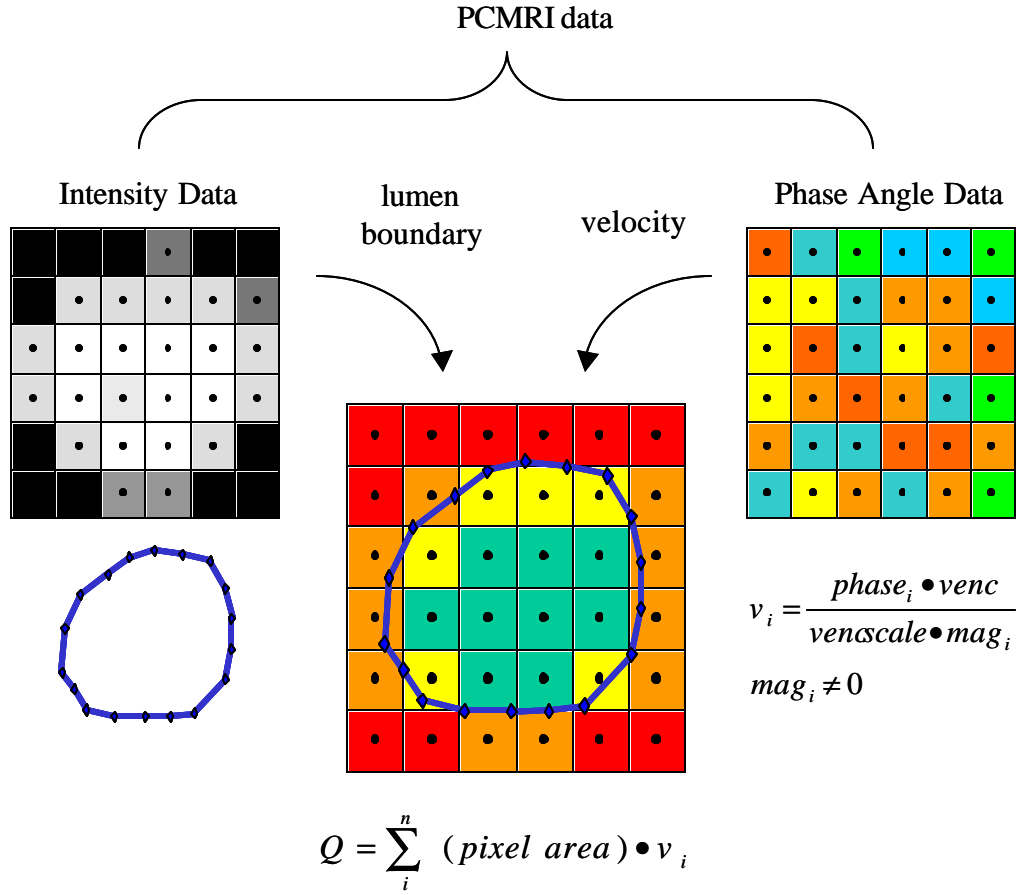 PCMRI data
Intensity Data
lumen
boundary
velocity
Phase Angle Data
v_i = phase_i • venc / vencscale • mag_i
mag_i ≠ 0
Q = ∑_i^n (pixel area) • v_i